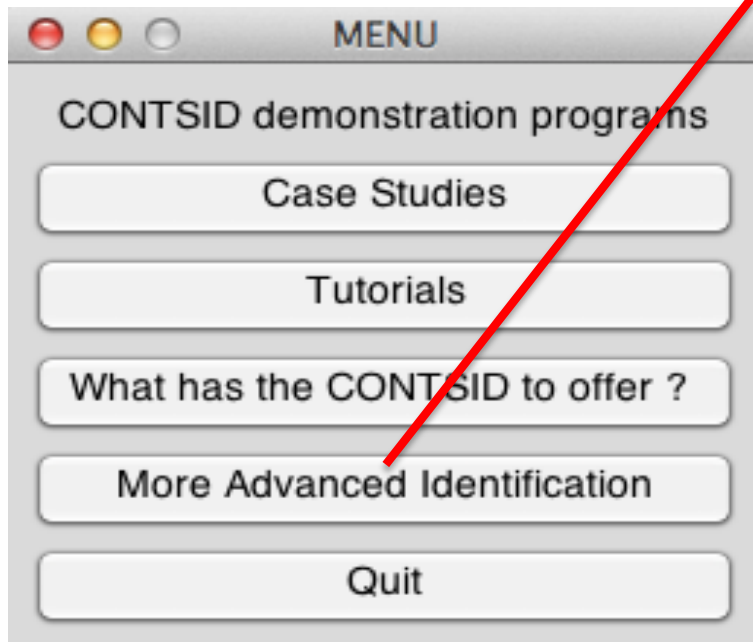 MENU
CONTSID demonstration programs
Case Studies
Tutorials
What has the CONTSID to offer ?
More Advanced Identification
Quit